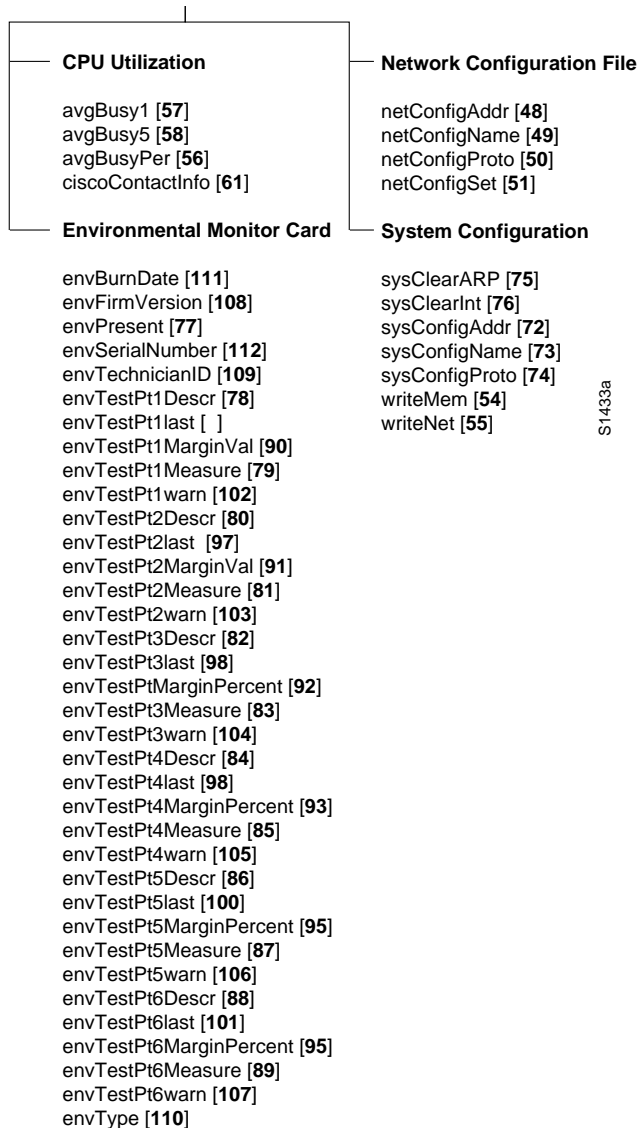 CPU Utilization
avgBusy1 [57]
avgBusy5 [58]
avgBusyPer [56]
ciscoContactInfo [61]
Environmental Monitor Card
envBurnDate [111]
envFirmVersion [108]
envPresent [77]
envSerialNumber [112]
envTechnicianID [109]
envTestPt1Descr [78]
envTestPt1last [ ]
envTestPt1MarginVal [90]
envTestPt1Measure [79]
envTestPt1warn [102]
envTestPt2Descr [80]
envTestPt2last [97]
envTestPt2MarginVal [91]
envTestPt2Measure [81]
envTestPt2warn [103]
envTestPt3Descr [82]
envTestPt3last [98]
envTestPtMarginPercent [92]
envTestPt3Measure [83]
envTestPt3warn [104]
envTestPt4Descr [84]
envTestPt4last [98]
envTestPt4MarginPercent [93]
envTestPt4Measure [85]
envTestPt4warn [105]
envTestPt5Descr [86]
envTestPt5last [100]
envTestPt5MarginPercent [95]
envTestPt5Measure [87]
envTestPt5warn [106]
envTestPt6Descr [88]
envTestPt6last [101]
envTestPt6MarginPercent [95]
envTestPt6Measure [89]
envTestPt6warn [107]
envType [110]
Network Configuration File
netConfigAddr [48]
netConfigName [49]
netConfigProto [50]
netConfigSet [51]
System Configuration
sysClearARP [75]
sysClearInt [76]
sysConfigAddr [72]
sysConfigName [73]
sysConfigProto [74]
writeMem [54]
writeNet [55]
S1433a